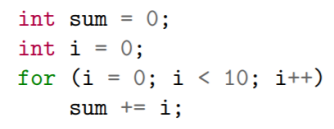 int sum = 0;
int i = 0;
for (i = 0; i < 10; i++)
    sum += i;